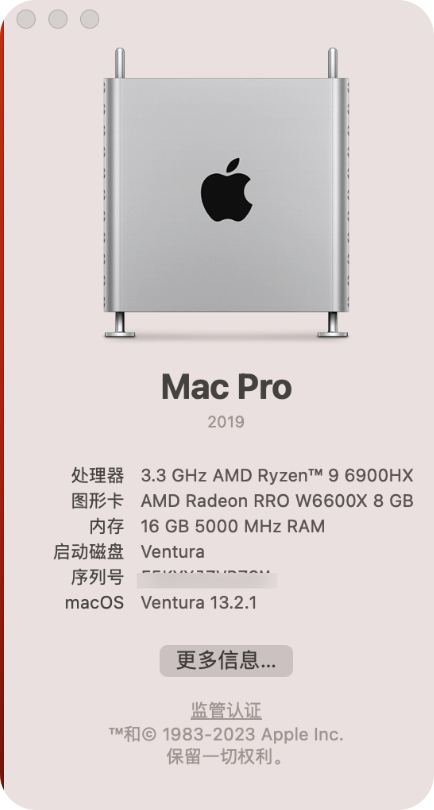 Mac Pro
2019
处理器 3.3 GHz AMD Ryzen™ 9 6900HX
图形卡 AMD Radeon RRO W6600X 8 GB
内存 16 GB 5000 MHz RAM
启动磁盘 Ventura
序列号
macOS Ventura 13.2.1
更多信息...
监管认证
™和© 1983-2023 Apple Inc.
保留一切权利。